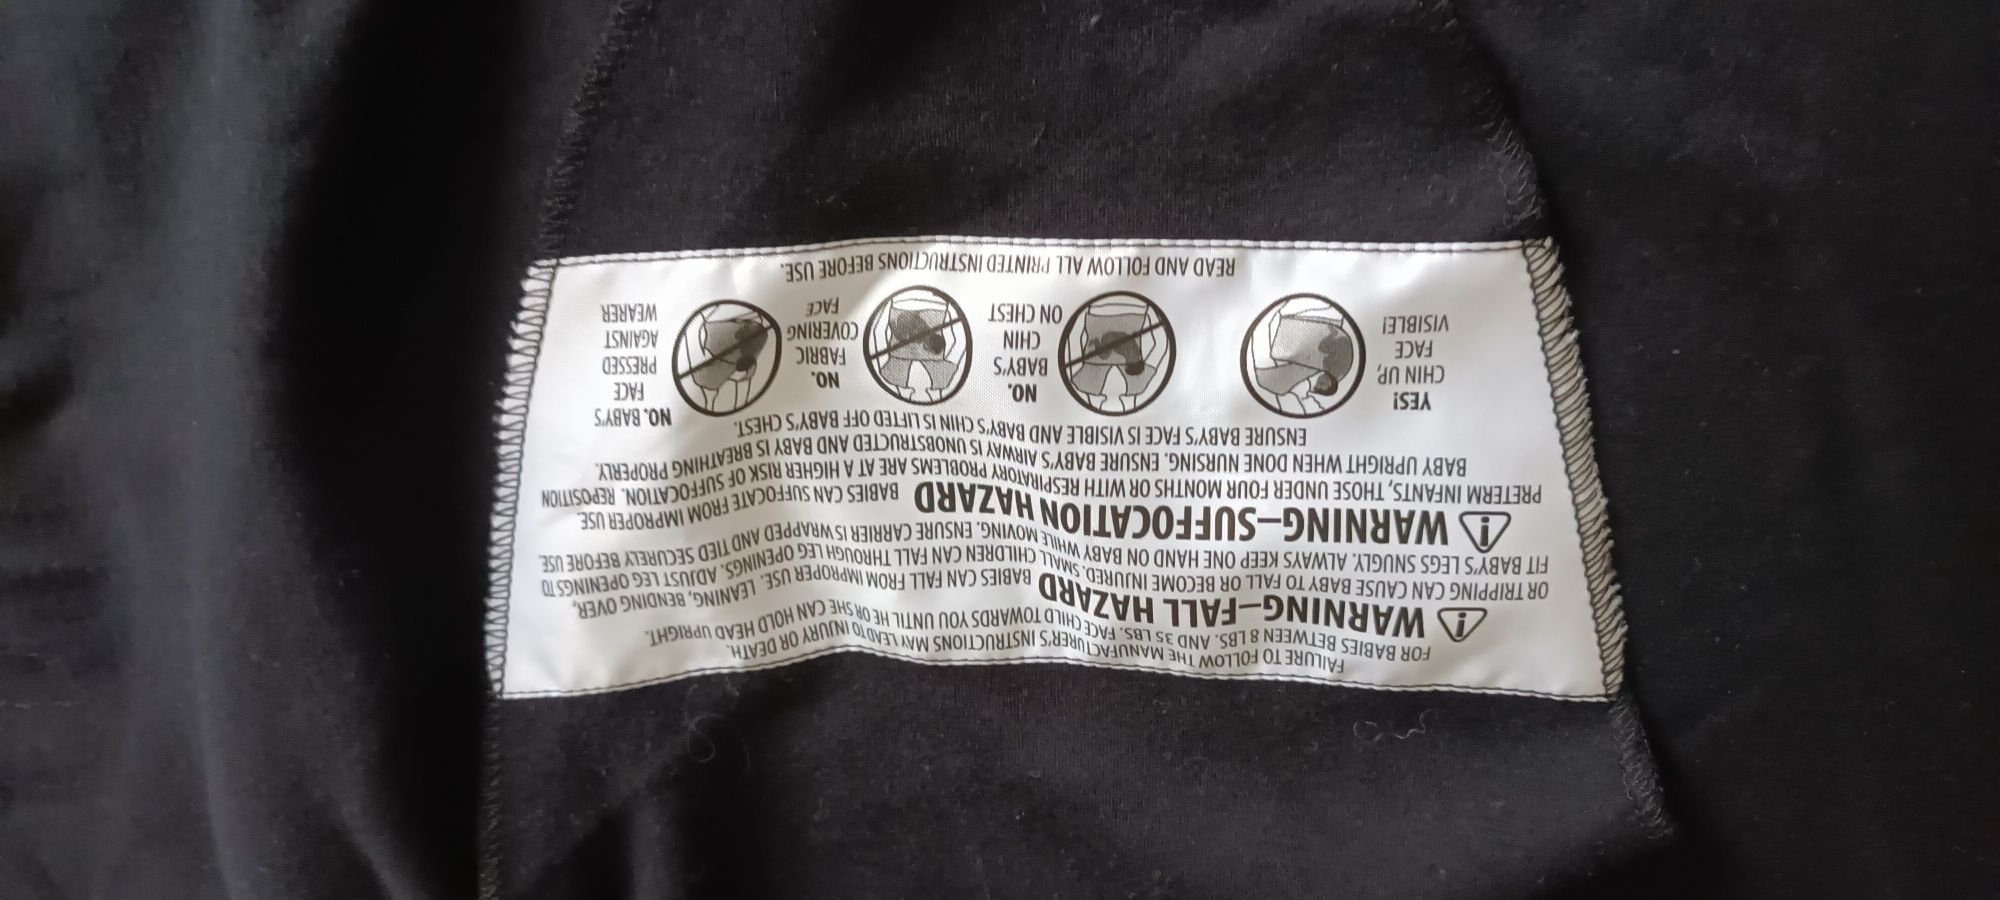 FAILURE TO FOLLOW THE MANUFACTURER'S INSTRUCTIONS MAY LEAD TO INJURY OR DEATH.
FOR BABIES BETWEEN 8 LBS. AND 35 LBS. FACE CHILD TOWARDS YOU UNTIL HE OR SHE CAN HOLD HEAD UPRIGHT.
WARNING–FALL HAZARD BABIES CAN FALL FROM IMPROPER USE. LEANING, BENDING OVER,
OR TRIPPING CAN CAUSE BABY TO FALL OR BECOME INJURED. SMALL CHILDREN CAN FALL THROUGH LEG OPENINGS. ADJUST LEG OPENINGS TO
FIT BABY'S LEGS SNUGLY. ALWAYS KEEP ONE HAND ON BABY WHILE MOVING. ENSURE CARRIER IS WRAPPED AND TIED SECURELY BEFORE USE.
WARNING–SUFFOCATION HAZARD BABIES CAN SUFFOCATE FROM IMPROPER USE.
PRETERM INFANTS, THOSE UNDER FOUR MONTHS OR WITH RESPIRATORY PROBLEMS ARE AT A HIGHER RISK OF SUFFOCATION. REPOSITION
BABY UPRIGHT WHEN DONE NURSING. ENSURE BABY'S AIRWAY IS UNOBSTRUCTED AND BABY IS BREATHING PROPERLY.
ENSURE BABY'S FACE IS VISIBLE AND BABY'S CHIN IS LIFTED OFF BABY'S CHEST.
YES!
CHIN UP,
FACE
VISIBLE!
NO.
BABY'S
CHIN
ON CHEST
NO.
FABRIC
COVERING
FACE
NO. BABY'S
FACE
PRESSED
AGAINST
WEARER
READ AND FOLLOW ALL PRINTED INSTRUCTIONS BEFORE USE.